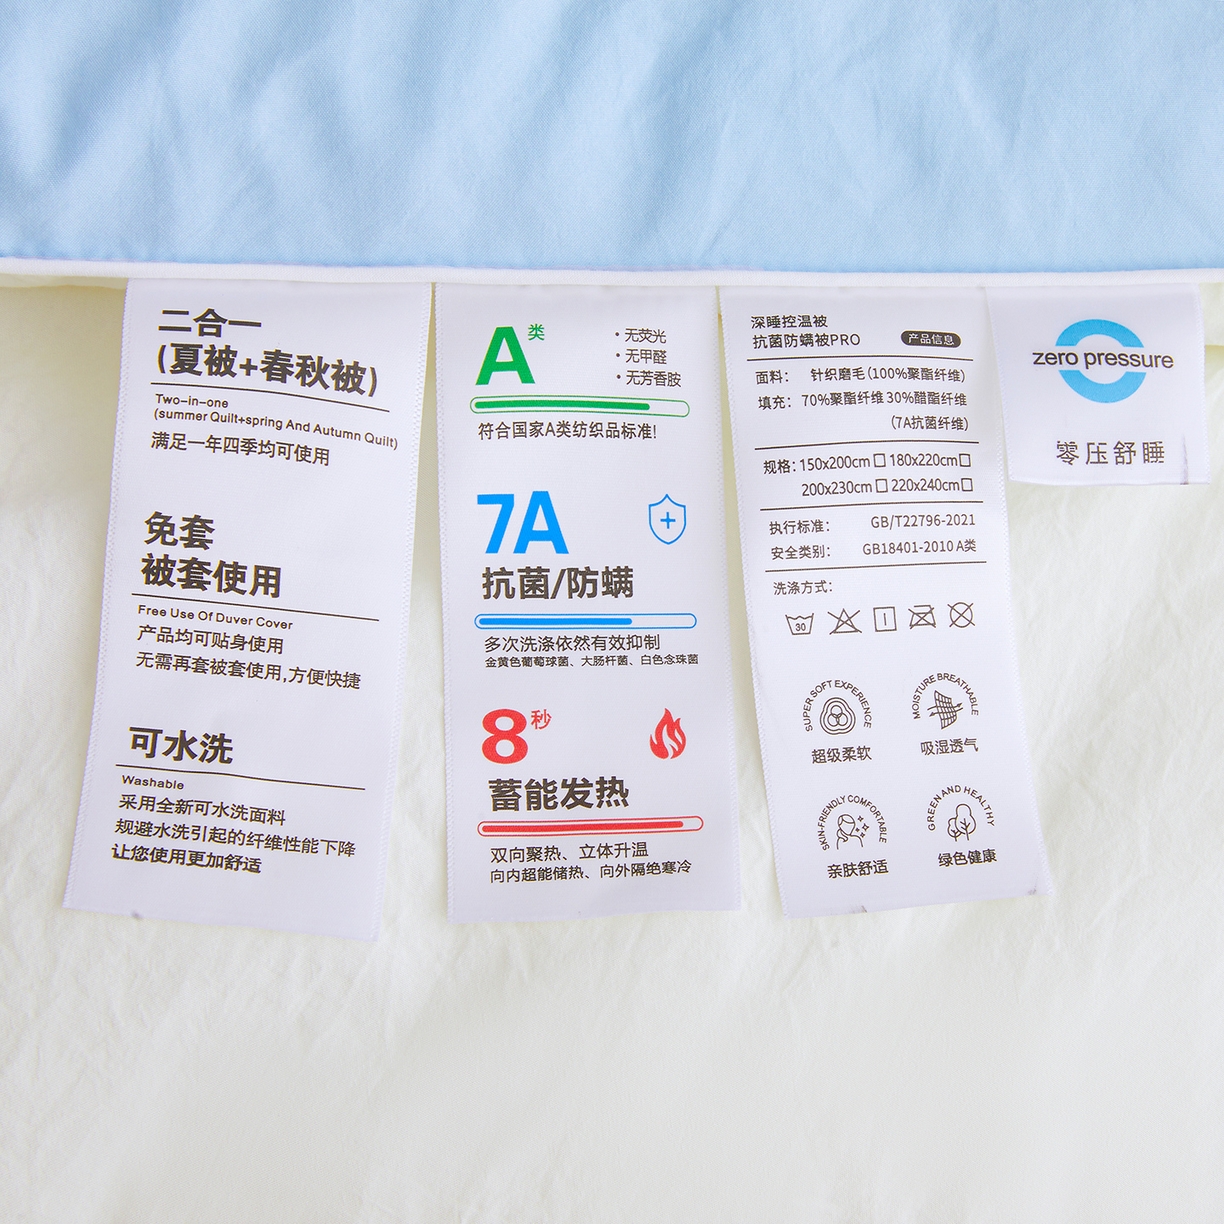 二合一
(夏被+春秋被)
Two-in-one
(summer Quilt+spring And Autumn Quilt)
满足一年四季均可使用
免套
被套使用
Free Use Of Duver Cover
产品均可贴身使用
无需再套被套使用,方便快捷
可水洗
Washable
采用全新可水洗面料
规避水洗引起的纤维性能下降
让您使用更加舒适
A类
·无荧光
·无甲醛
·无芳香胺
符合国家A类纺织品标准!
7A
抗菌/防螨
多次洗涤依然有效抑制
金黄色葡萄球菌、大肠杆菌、白色念珠菌
8秒
蓄能发热
双向聚热、立体升温
向内超能储热、向外隔绝寒冷
深睡控温被
抗菌防螨被PRO 产品信息
面料: 针织磨毛(100%聚酯纤维)
填充: 70%聚酯纤维 30%醋酯纤维
(7A抗菌纤维)
规格:150x200cm□ 180x220cm□
200x230cm□ 220x240cm□
执行标准: GB/T22796-2021
安全类别: GB18401-2010 A类
洗涤方式:
30
SUPER SOFT EXPERIENCE
超级柔软
MOISTURE BREATHABLE
吸湿透气
SKIN-FRIENDLY COMFORTABLE
亲肤舒适
GREEN AND HEALTHY
绿色健康
zero pressure
零压舒睡